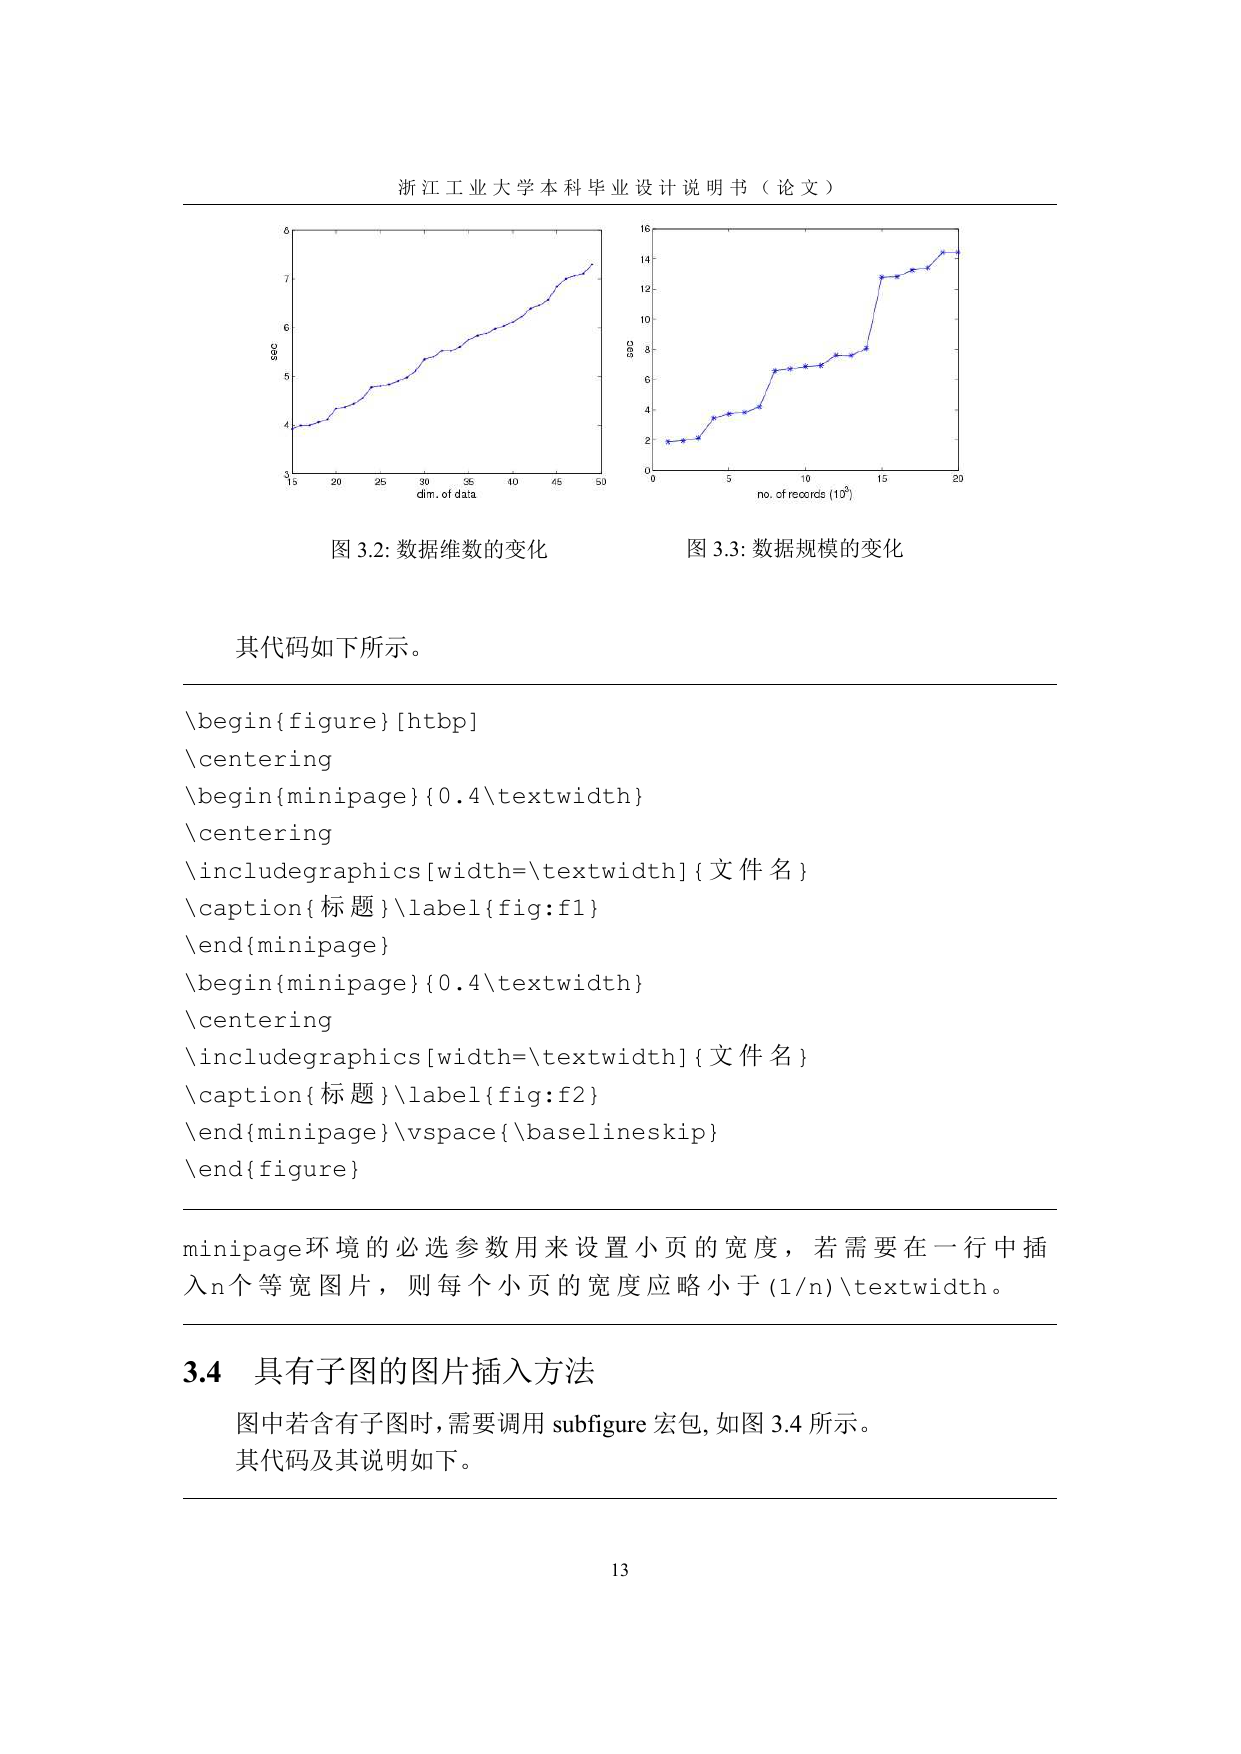 浙江工业大学本科毕业设计说明书（论文）
8
7
6
5
4
3
sec
15 20 25 30 35 40 45 50
dim. of data
16
14
12
10
8
6
4
2
0
sec
0 5 10 15 20
no. of records (10³)
图 3.2: 数据维数的变化
图 3.3: 数据规模的变化
其代码如下所示。
\begin{figure}[htbp]
\centering
\begin{minipage}{0.4\textwidth}
\centering
\includegraphics[width=\textwidth]{文件名}
\caption{标题}\label{fig:f1}
\end{minipage}
\begin{minipage}{0.4\textwidth}
\centering
\includegraphics[width=\textwidth]{文件名}
\caption{标题}\label{fig:f2}
\end{minipage}\vspace{\baselineskip}
\end{figure}
minipage环境的必选参数用来设置小页的宽度，若需要在一行中插
入n个等宽图片，则每个小页的宽度应略小于(1/n)\textwidth。
3.4 具有子图的图片插入方法
图中若含有子图时，需要调用 subfigure 宏包, 如图 3.4 所示。
其代码及其说明如下。
13